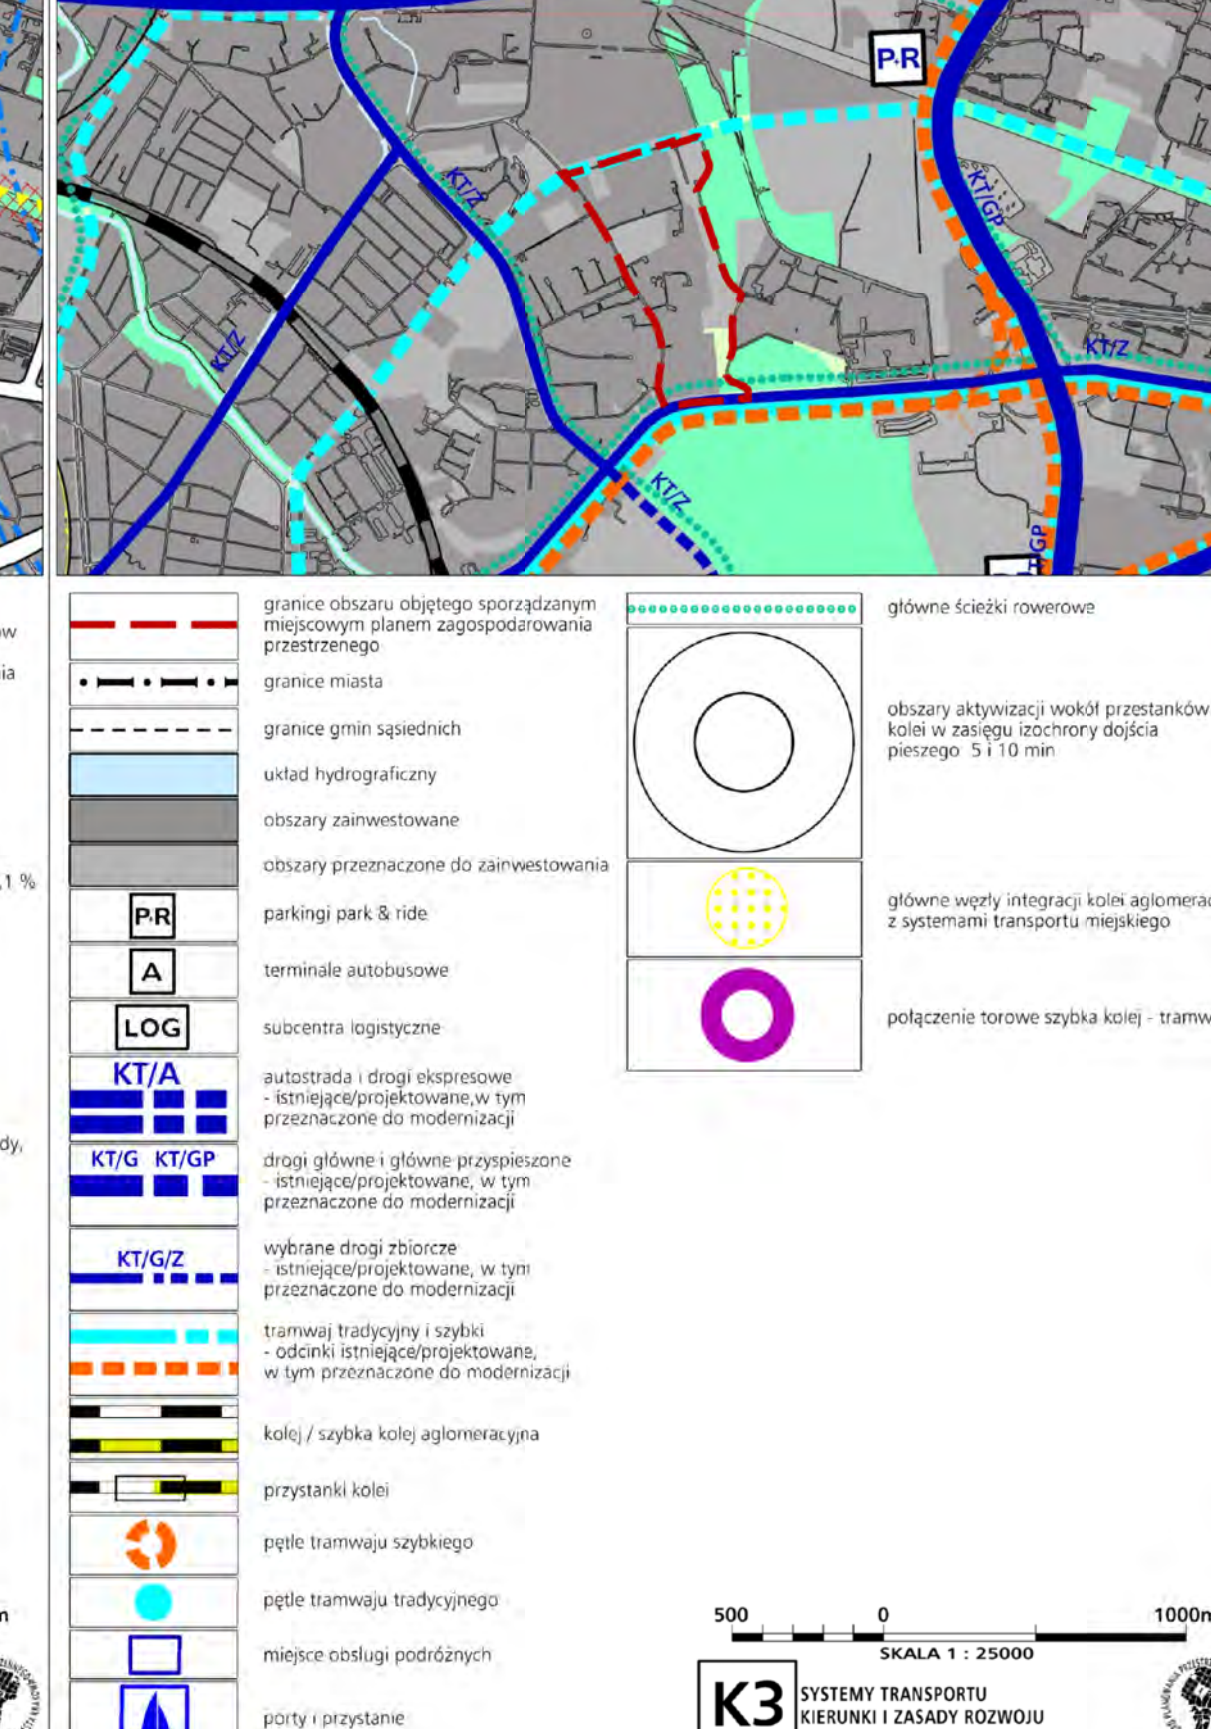 P+R
KT/Z
KT/GP
KT/Z
KT/Z
KT/Z
granice obszaru objętego sporządzanym
miejscowym planem zagospodarowania
przestrzenego
granice miasta
granice gmin sąsiednich
układ hydrograficzny
obszary zainwestowane
obszary przeznaczone do zainwestowania
,1 %
P+R
parkingi park & ride
A
terminale autobusowe
LOG
subcentra logistyczne
KT/A
autostrada i drogi ekspresowe
- istniejące/projektowane,w tym
przeznaczone do modernizacji
dy,
KT/G KT/GP
drogi główne i główne przyspieszone
- istniejące/projektowane, w tym
przeznaczone do modernizacji
KT/G/Z
wybrane drogi zbiorcze
- istniejące/projektowane, w tym
przeznaczone do modernizacji
tramwaj tradycyjny i szybki
- odcinki istniejące/projektowane,
w tym przeznaczone do modernizacji
kolej / szybka kolej aglomeracyjna
przystanki kolei
pętle tramwaju szybkiego
pętle tramwaju tradycyjnego
miejsce obsługi podróżnych
porty i przystanie
główne ścieżki rowerowe
obszary aktywizacji wokół przestanków
kolei w zasięgu izochrony dojścia
pieszego 5 i 10 min
główne węzły integracji kolei aglomerac
z systemami transportu miejskiego
połączenie torowe szybka kolej - tramw
500 0 1000m
SKALA 1 : 25000
K3
SYSTEMY TRANSPORTU
KIERUNKI I ZASADY ROZWOJU